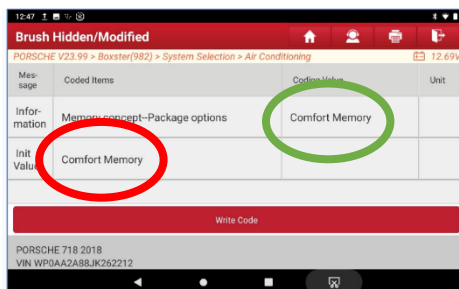 12:47
Brush Hidden/Modified
PORSCHE V23.99 > Boxster(982) > System Selection > Air Conditioning 12.69V
Mes-
sage
Coded Items
Coding Value
Unit
Infor-
mation
Memory concept--Package options
Comfort Memory
Init
Value
Comfort Memory
Write Code
PORSCHE 718 2018
VIN WP0AA2A88JK262212